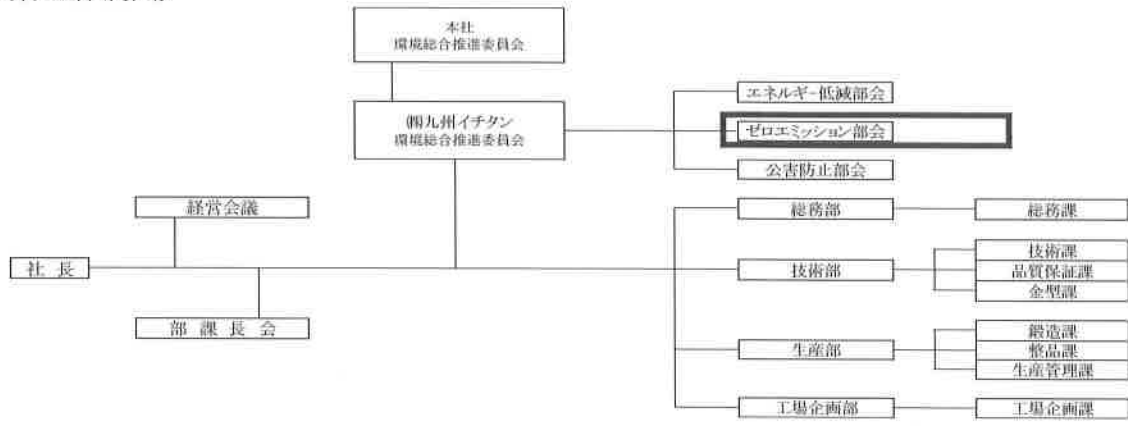 本社
環境総合推進委員会
㈱九州イチタン
環境総合推進委員会
エネルギー低減部会
ゼロエミッション部会
公害防止部会
経営会議
社長
部課長会
総務部
総務課
技術部
技術課
品質保証課
金型課
生産部
鍛造課
整品課
生産管理課
工場企画部
工場企画課